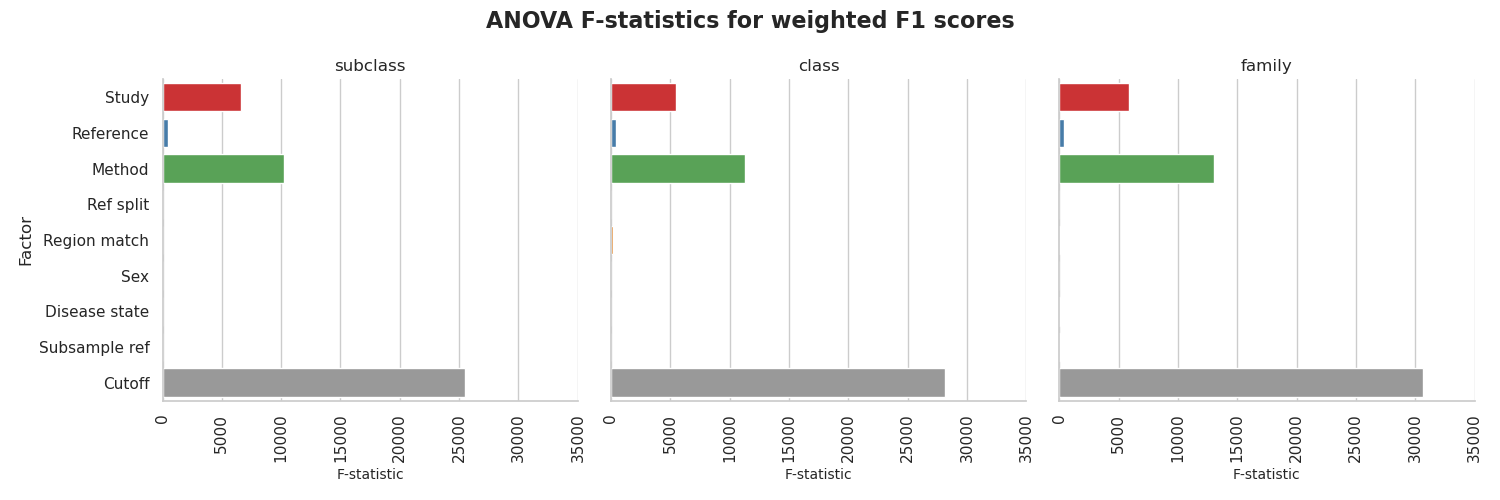 ANOVA F-statistics for weighted F1 scores
subclass
class
family
Factor
Study
Reference
Method
Ref split
Region match
Sex
Disease state
Subsample ref
Cutoff
0 5000 10000 15000 20000 25000 30000 35000
0 5000 10000 15000 20000 25000 30000 35000
0 5000 10000 15000 20000 25000 30000 35000
F-statistic
F-statistic
F-statistic